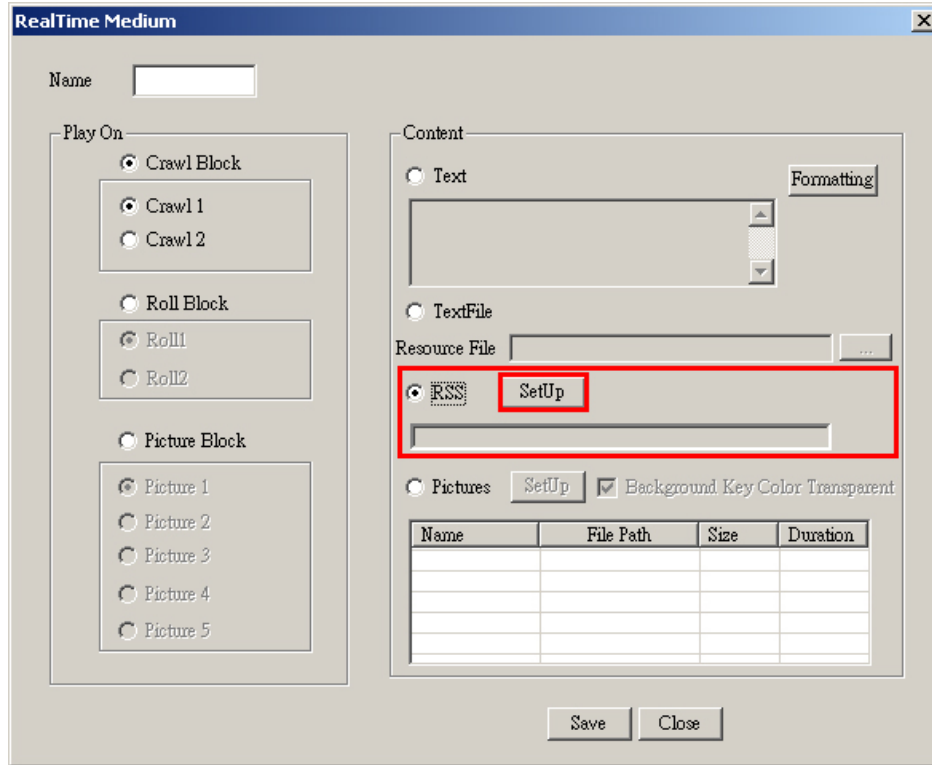 RealTime Medium
Name
Play On
Crawl Block
Crawl 1
Crawl 2
Roll Block
Roll1
Roll2
Picture Block
Picture 1
Picture 2
Picture 3
Picture 4
Picture 5
Content
Text
Formatting
TextFile
Resource File ...
RSS SetUp
Pictures SetUp Background Key Color Transparent
Name File Path Size Duration
Save Close